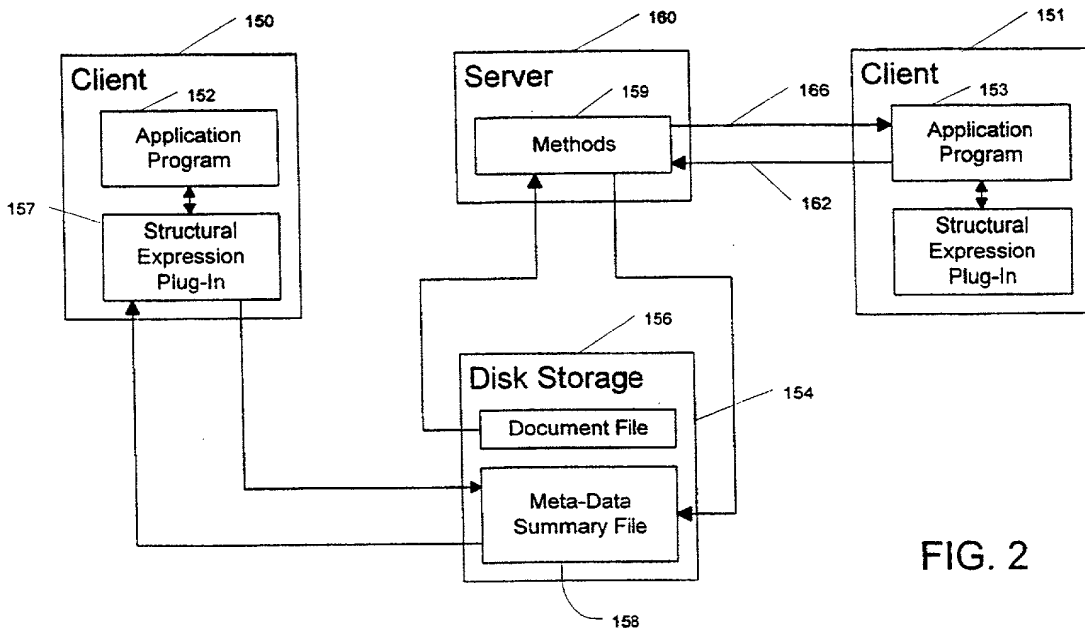 150
Client
152
Application
Program
157
Structural
Expression
Plug-In
160
Server
159
Methods
166
162
151
Client
153
Application
Program
Structural
Expression
Plug-In
156
Disk Storage
154
Document File
Meta-Data
Summary File
158
FIG. 2